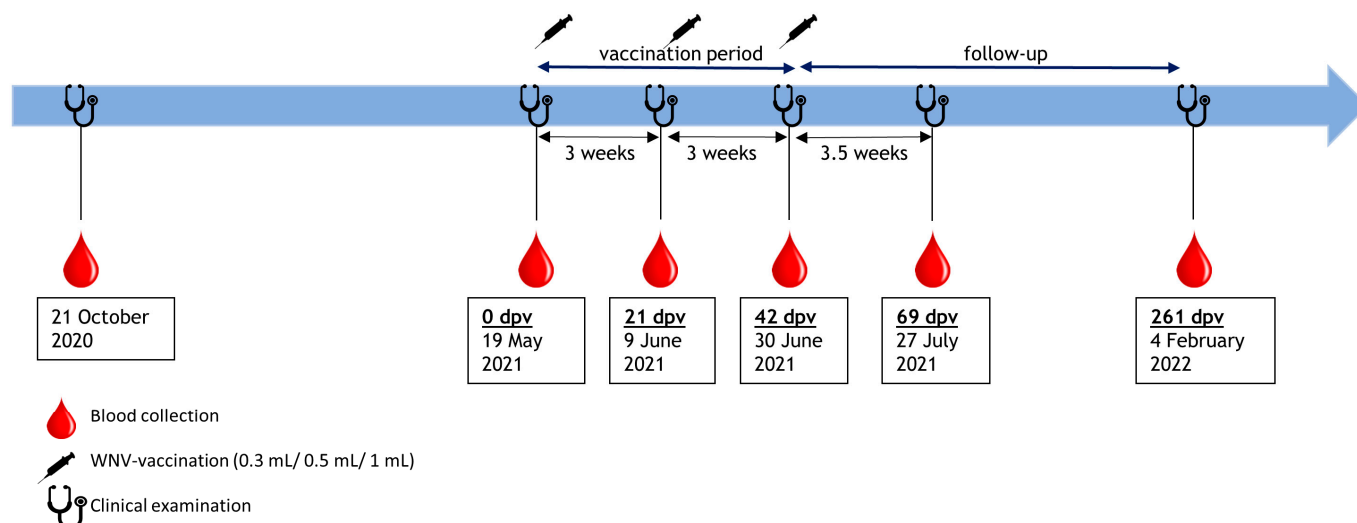 vaccination period
follow-up
3 weeks
3 weeks
3.5 weeks
21 October
2020
0 dpv
19 May
2021
21 dpv
9 June
2021
42 dpv
30 June
2021
69 dpv
27 July
2021
261 dpv
4 February
2022
Blood collection
WNV-vaccination (0.3 mL/ 0.5 mL/ 1 mL)
Clinical examination